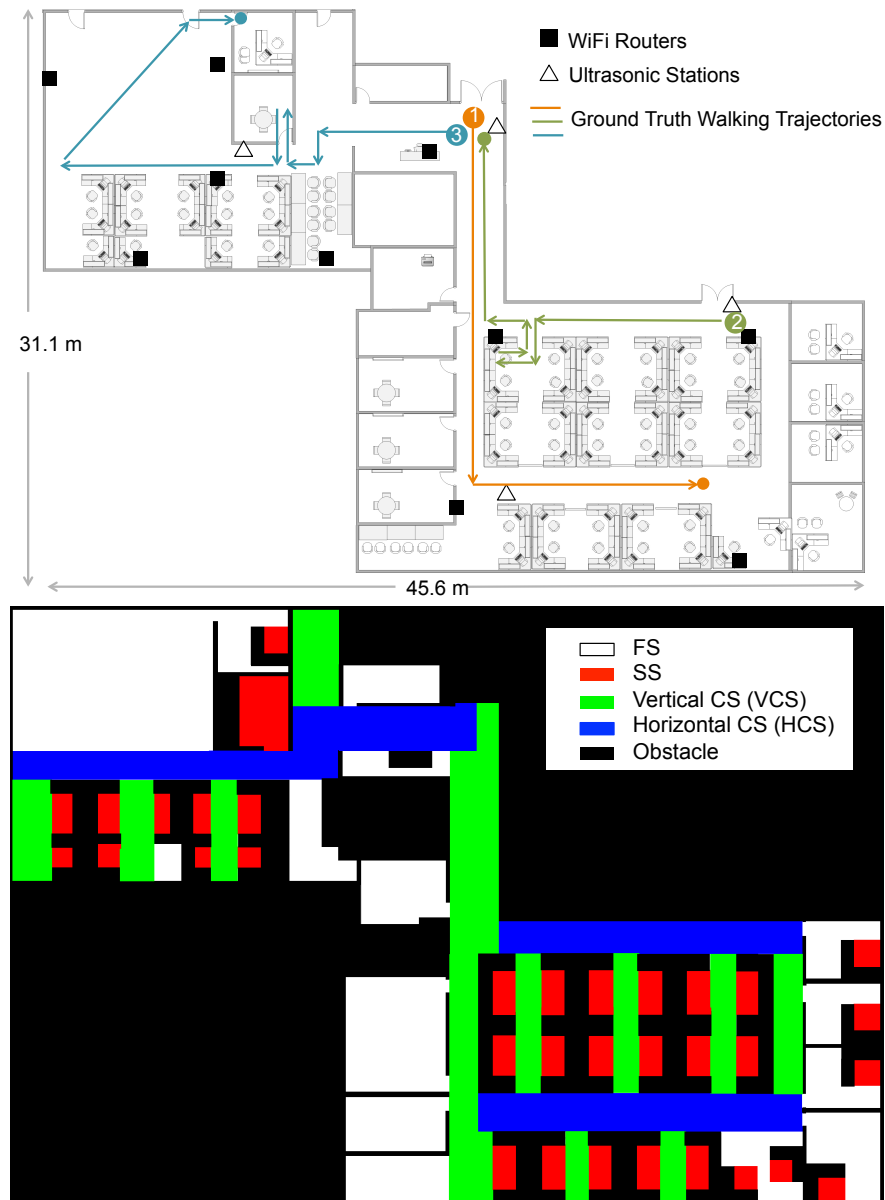 WiFi Routers
Ultrasonic Stations
Ground Truth Walking Trajectories
1
3
2
31.1 m
45.6 m
FS
SS
Vertical CS (VCS)
Horizontal CS (HCS)
Obstacle